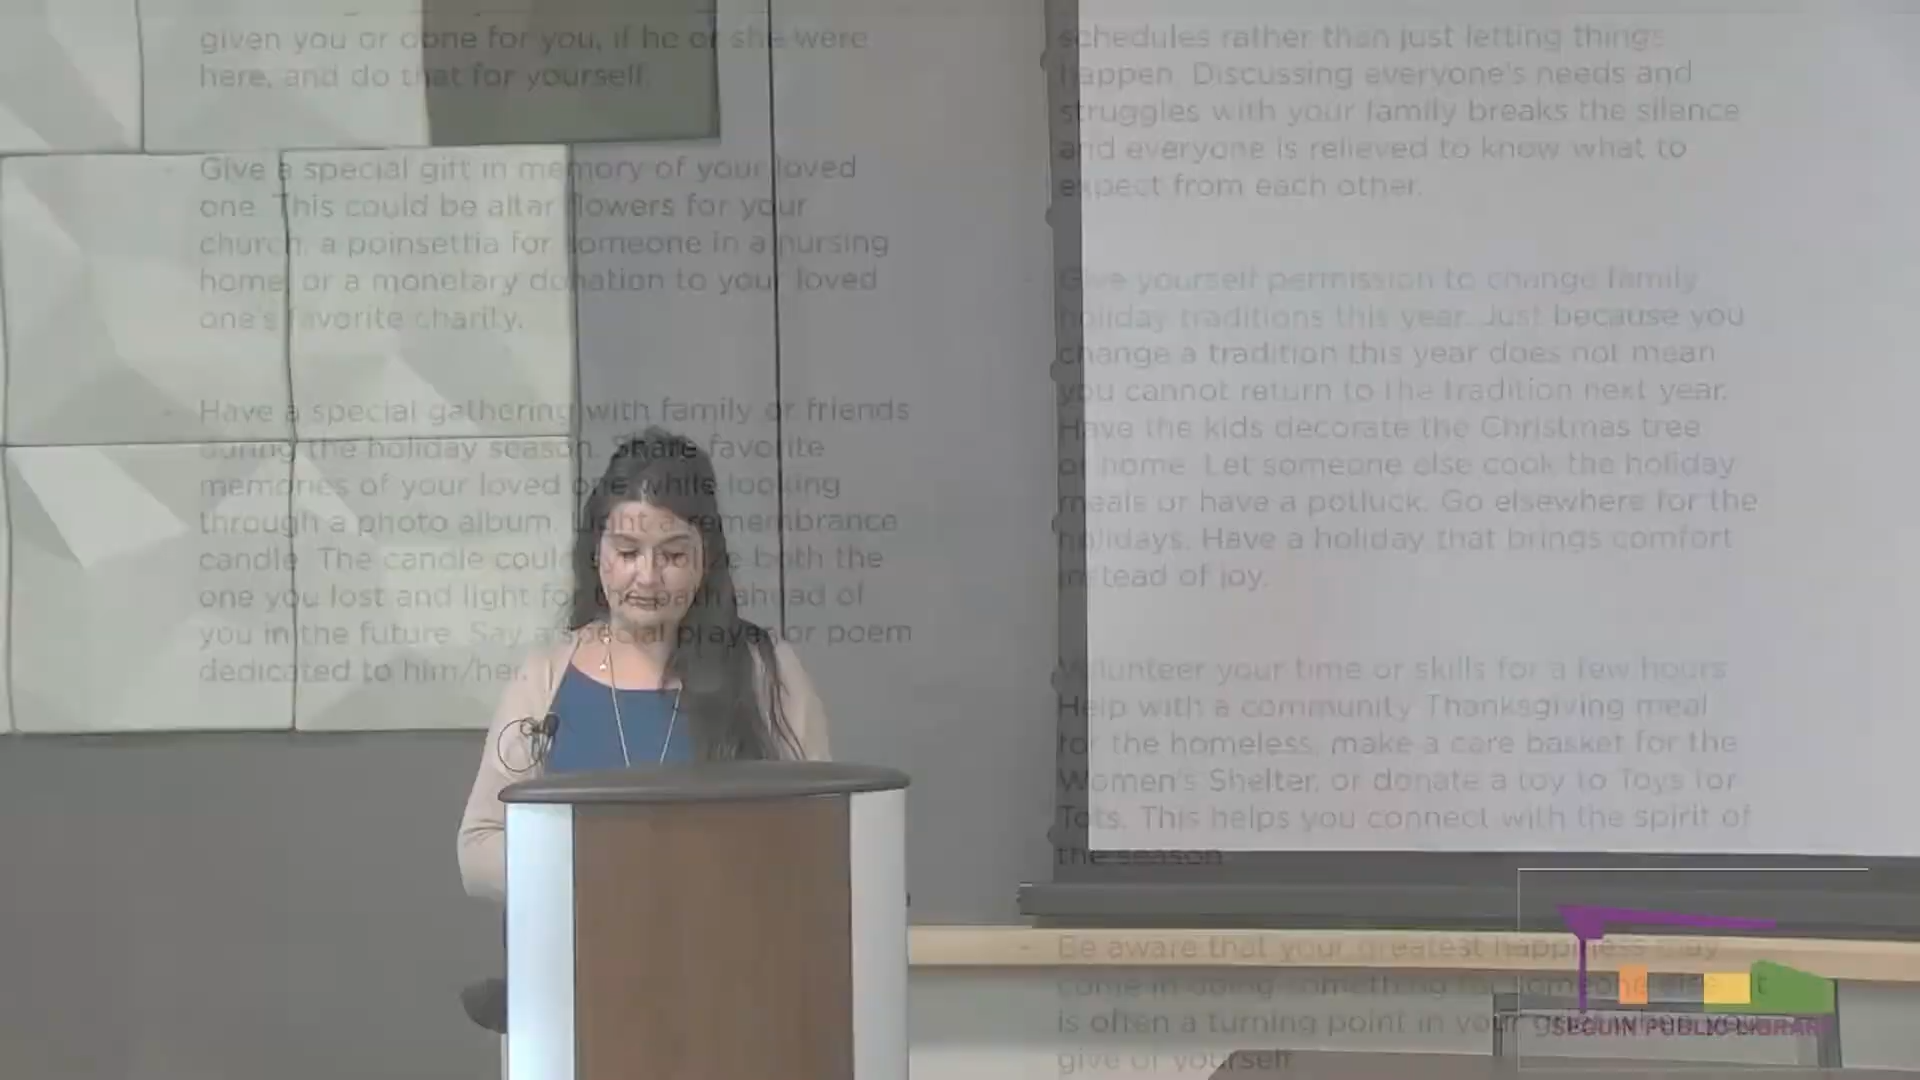 given you or done for you, if he or she were
here, and do that for yourself.
- Give a special gift in memory of your loved
one. This could be altar flowers for your
church, a poinsettia for someone in a nursing
home, or a monetary donation to your loved
one's favorite charity.
- Have a special gathering with family or friends
during the holiday season. Share favorite
memories of your loved one while looking
through a photo album. Light a remembrance
candle. The candle could symbolize both the
one you lost and light for the path ahead of
you in the future. Say a special prayer or poem
dedicated to him/her.
schedules rather than just letting things
happen. Discussing everyone's needs and
struggles with your family breaks the silence
and everyone is relieved to know what to
expect from each other.
- Give yourself permission to change family
holiday traditions this year. Just because you
change a tradition this year does not mean
you cannot return to the tradition next year.
Have the kids decorate the Christmas tree
or home. Let someone else cook the holiday
meals or have a potluck. Go elsewhere for the
holidays. Have a holiday that brings comfort
instead of joy.
Volunteer your time or skills for a few hours.
Help with a community Thanksgiving meal
for the homeless, make a care basket for the
Women's Shelter, or donate a toy to Toys for
Tots. This helps you connect with the spirit of
the season.
- Be aware that your greatest happiness may
come in doing something for someone else. It
is often a turning point in your grief when you
give of yourself.
SEGUIN PUBLIC LIBRARY